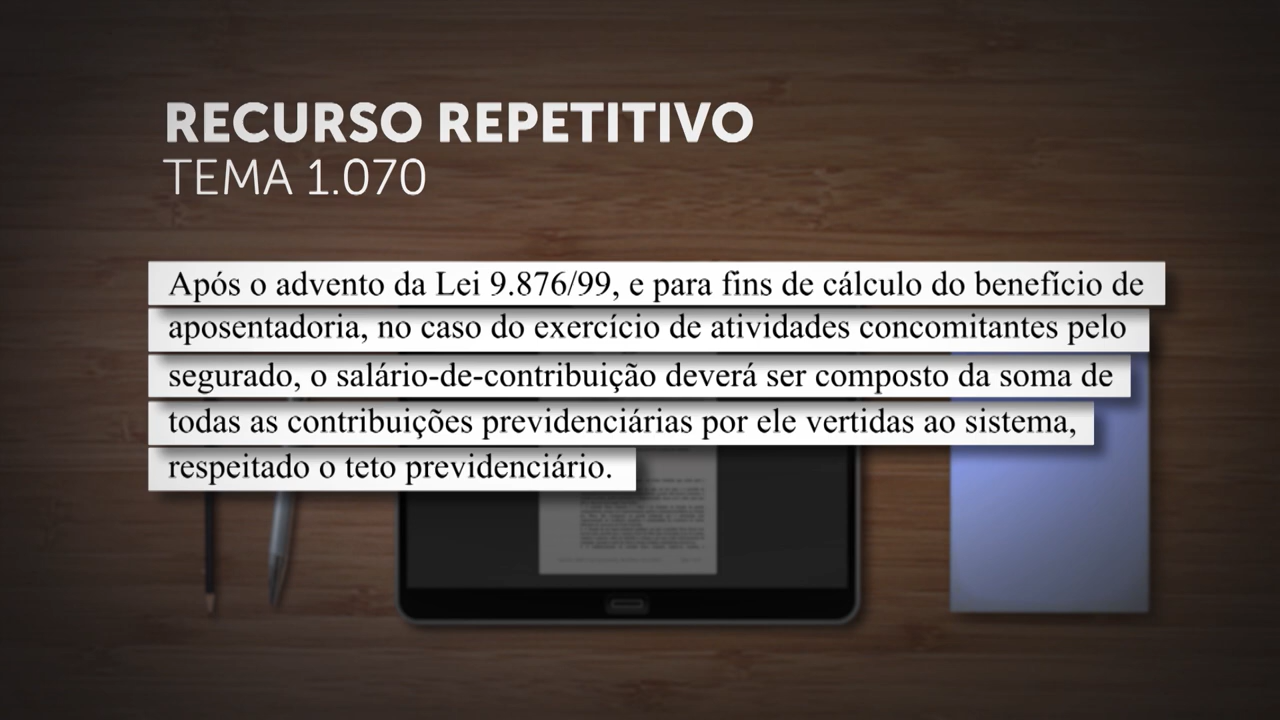 RECURSO REPETITIVO
TEMA 1.070
Após o advento da Lei 9.876/99, e para fins de cálculo do benefício de
aposentadoria, no caso do exercício de atividades concomitantes pelo
segurado, o salário-de-contribuição deverá ser composto da soma de
todas as contribuições previdenciárias por ele vertidas ao sistema,
respeitado o teto previdenciário.